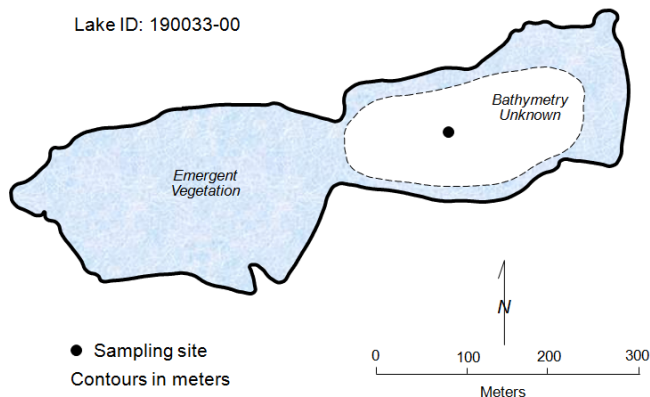 Lake ID: 190033-00
Bathymetry
Unknown
Emergent
Vegetation
N
Sampling site
Contours in meters
0 100 200 300
Meters